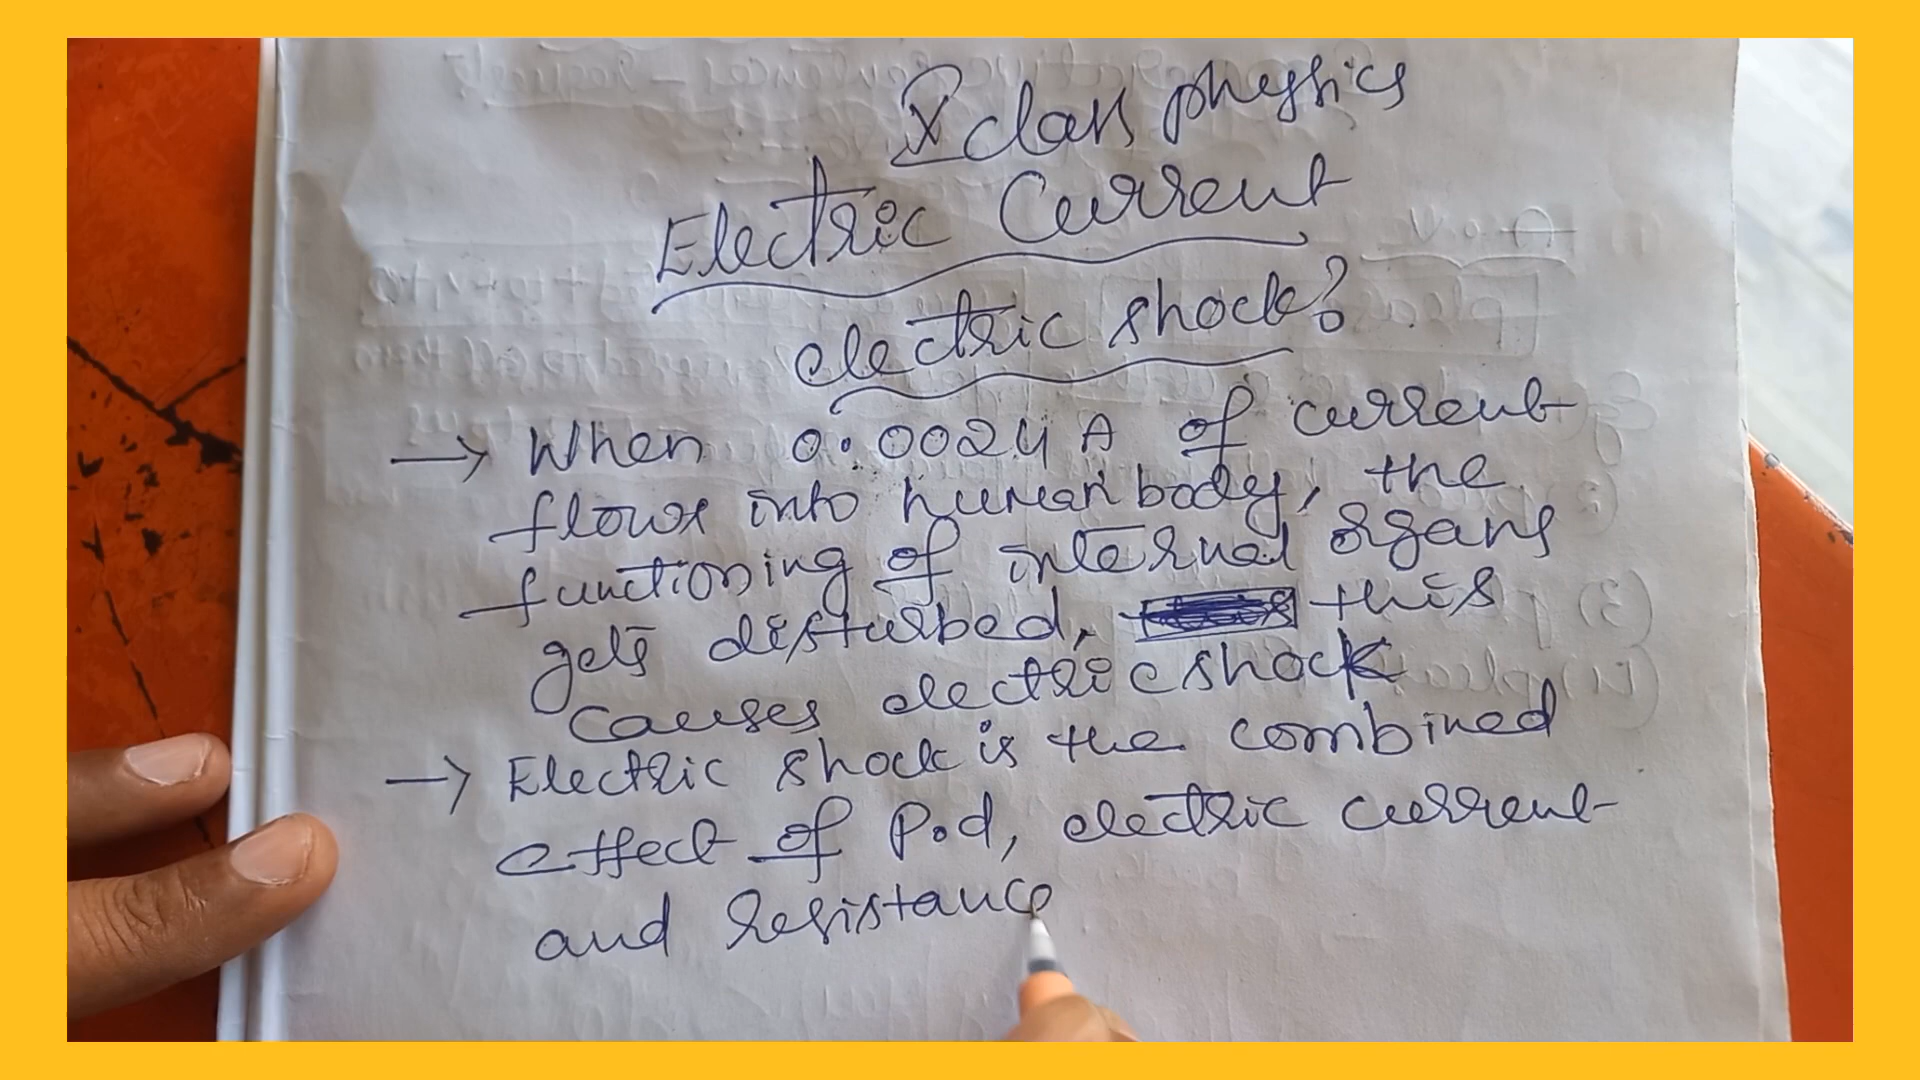 X class physics
Electric Current
electric shock?
→ When 0.0024 A of current
flows into human body, the
functioning of internal organs
gets disturbed, this
causes electric shock
→ Electric shock is the combined
effect of P.d, electric current
and resistance